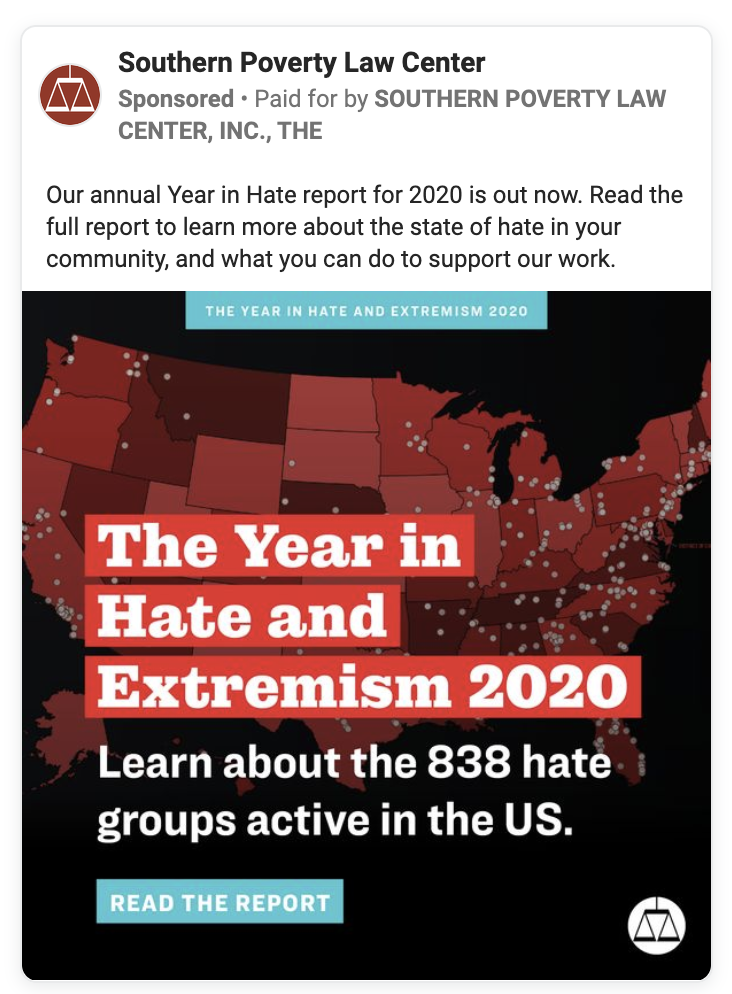 Southern Poverty Law Center
Sponsored • Paid for by SOUTHERN POVERTY LAW
CENTER, INC., THE
Our annual Year in Hate report for 2020 is out now. Read the
full report to learn more about the state of hate in your
community, and what you can do to support our work.
THE YEAR IN HATE AND EXTREMISM 2020
The Year in
Hate and
Extremism 2020
Learn about the 838 hate
groups active in the US.
READ THE REPORT